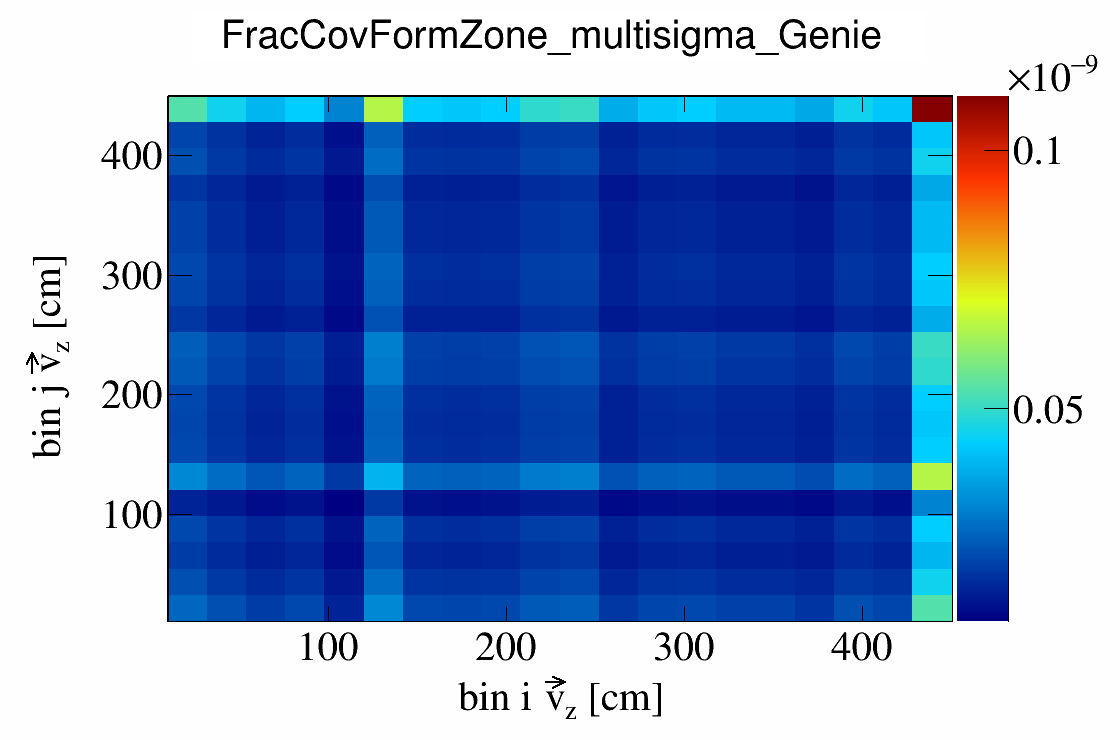 FracCovFormZone_multisigma_Genie
×10⁻⁹
0.1
0.05
400
300
200
100
bin j v⃗z [cm]
100 200 300 400
bin i v⃗z [cm]